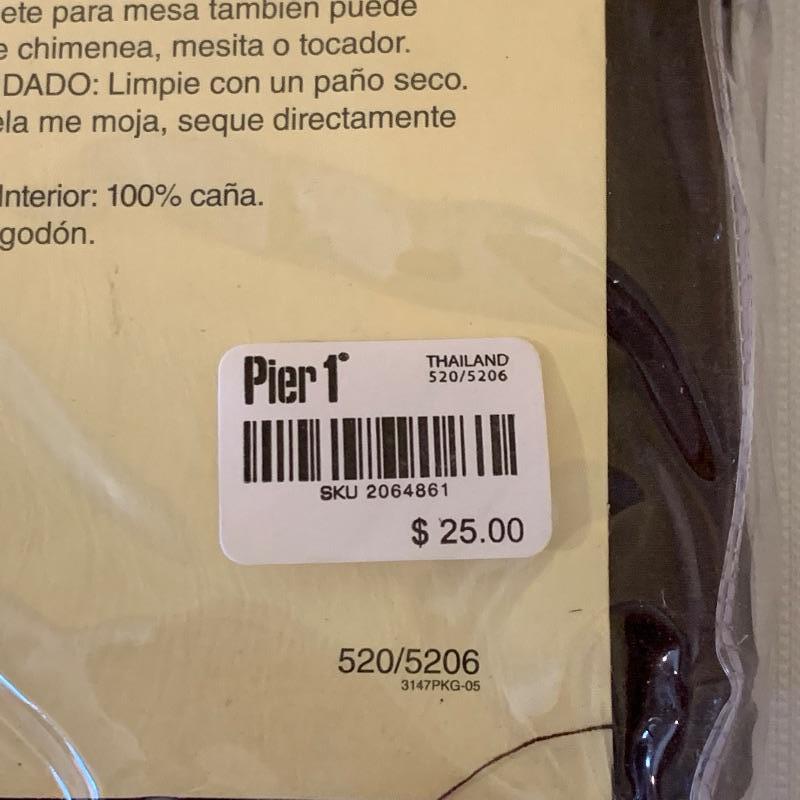 ete para mesa también puede
e chimenea, mesita o tocador.
DADO: Limpie con un paño seco.
ela me moja, seque directamente
Interior: 100% caña.
godón.
Pier 1®
THAILAND
520/5206
SKU 2064861
$ 25.00
520/5206
3147PKG-05